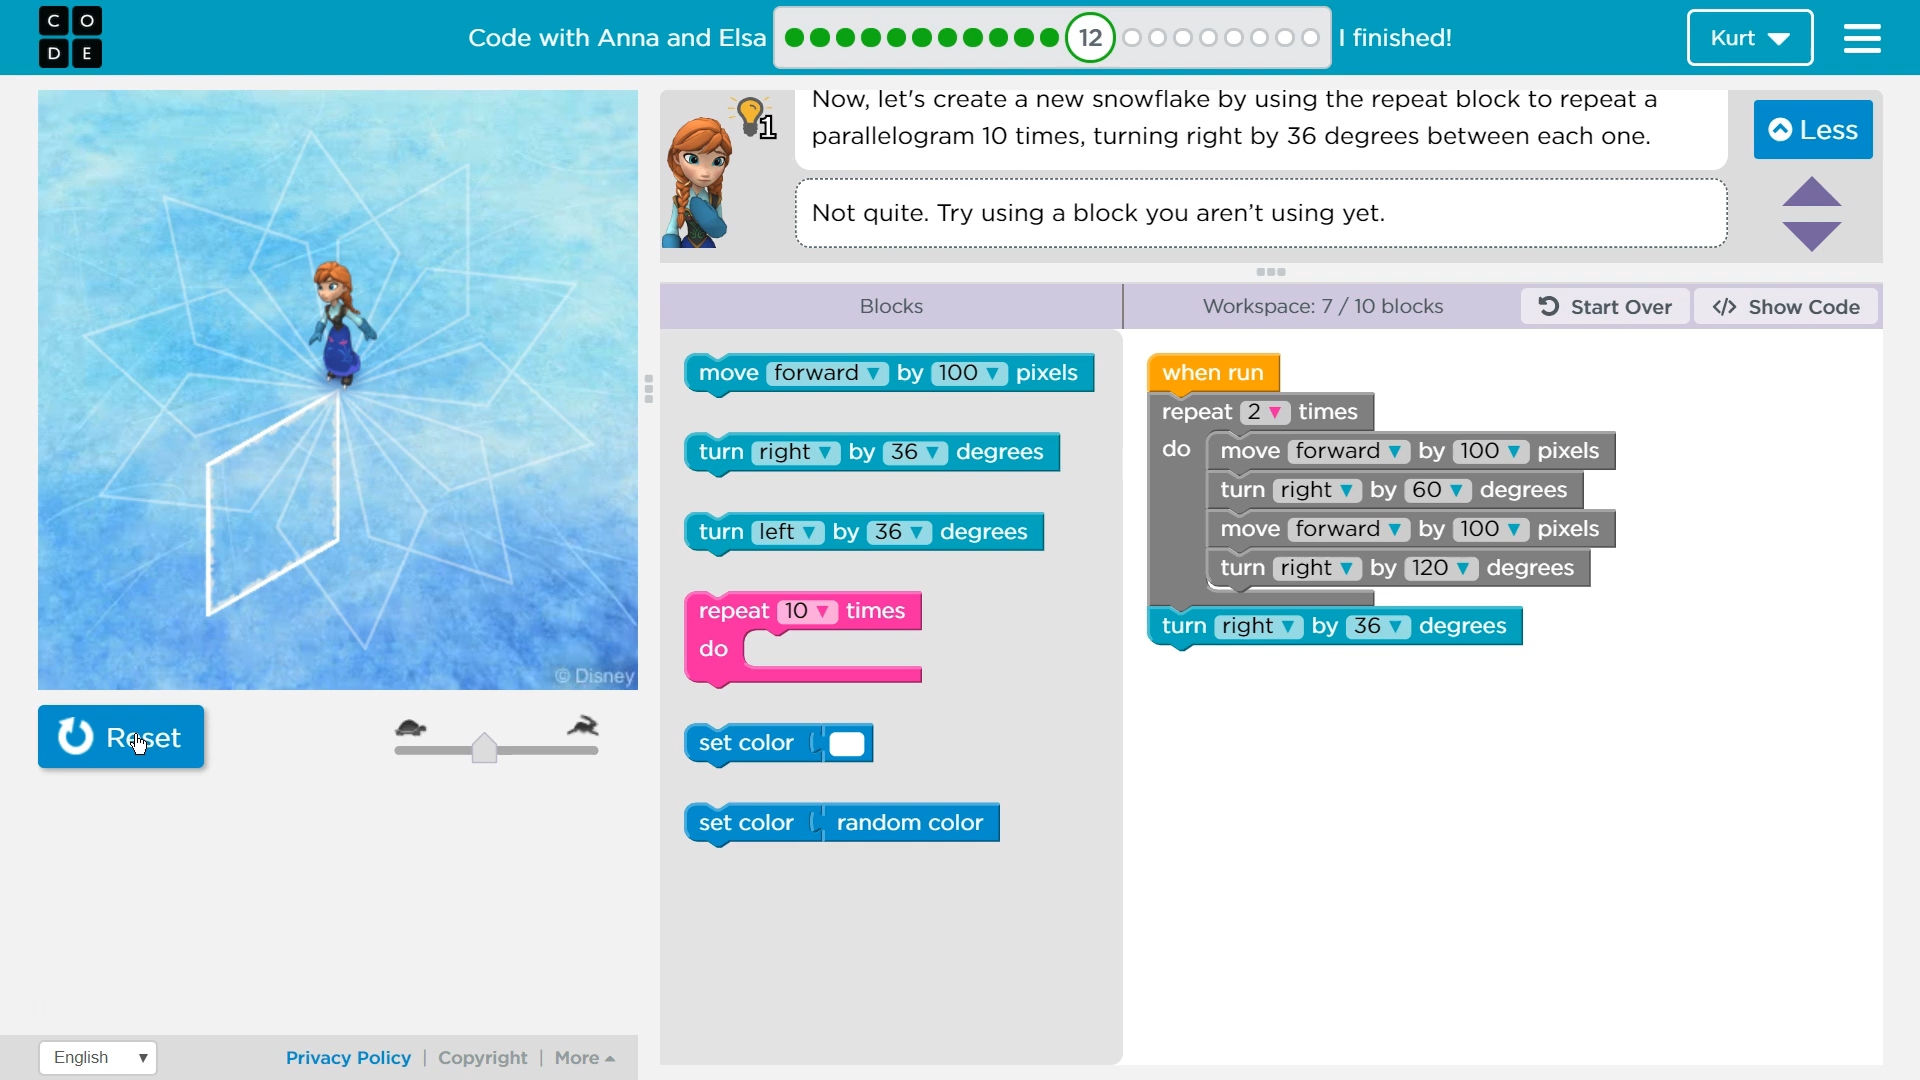 C O
D E
Code with Anna and Elsa
12
I finished!
Kurt
1
Now, let's create a new snowflake by using the repeat block to repeat a
parallelogram 10 times, turning right by 36 degrees between each one.
Less
Not quite. Try using a block you aren't using yet.
Blocks
Workspace: 7 / 10 blocks
Start Over
</> Show Code
move forward by 100 pixels
turn right by 36 degrees
turn left by 36 degrees
repeat 10 times
do
set color
set color random color
when run
repeat 2 times
do move forward by 100 pixels
turn right by 60 degrees
move forward by 100 pixels
turn right by 120 degrees
turn right by 36 degrees
© Disney
Reset
English
Privacy Policy | Copyright | More